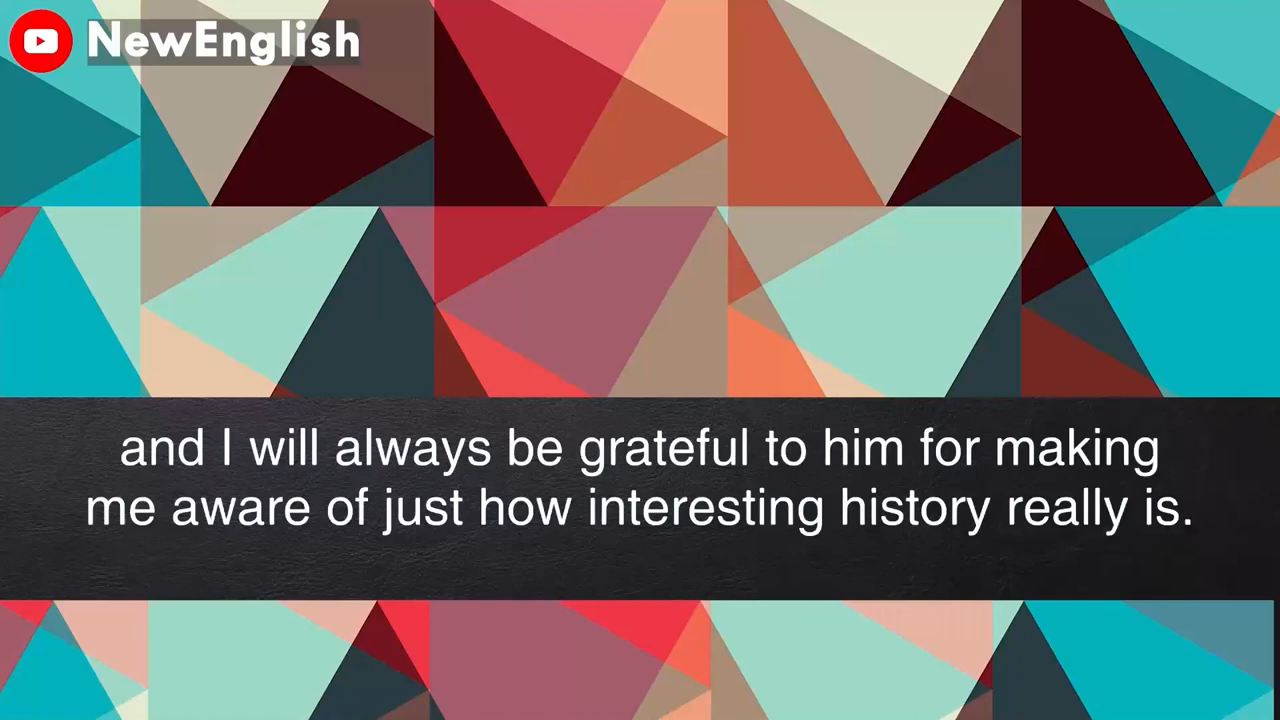 NewEnglish
and I will always be grateful to him for making
me aware of just how interesting history really is.